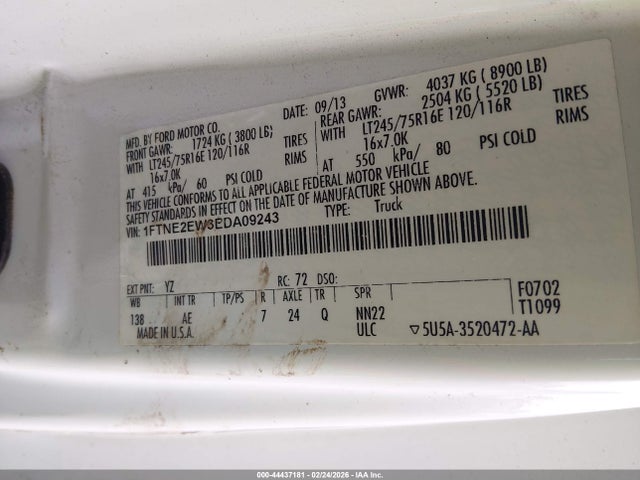 MFD. BY FORD MOTOR CO. DATE: 09/13 GVWR: 4037 KG ( 8900 LB)
FRONT GAWR: 1724 KG ( 3800 LB) REAR GAWR: 2504 KG ( 5520 LB)
WITH LT245/75R16E 120/116R TIRES WITH LT245/75R16E 120/116R TIRES
16x7.0K RIMS 16x7.0K RIMS
AT 415 kPa/ 60 PSI COLD AT 550 kPa/ 80 PSI COLD
THIS VEHICLE CONFORMS TO ALL APPLICABLE FEDERAL MOTOR VEHICLE
SAFETY STANDARDS IN EFFECT ON THE DATE OF MANUFACTURE SHOWN ABOVE.
VIN: 1FTNE2EW3EDA09243 TYPE: Truck
EXT PNT: YZ RC: 72 DSO: F0702
WB INT TR TP/PS R AXLE TR SPR T1099
138 AE 7 24 Q NN22
MADE IN U.S.A. ULC ▽5U5A-3520472-AA
000-44437181 - 02/24/2026 - IAA Inc.